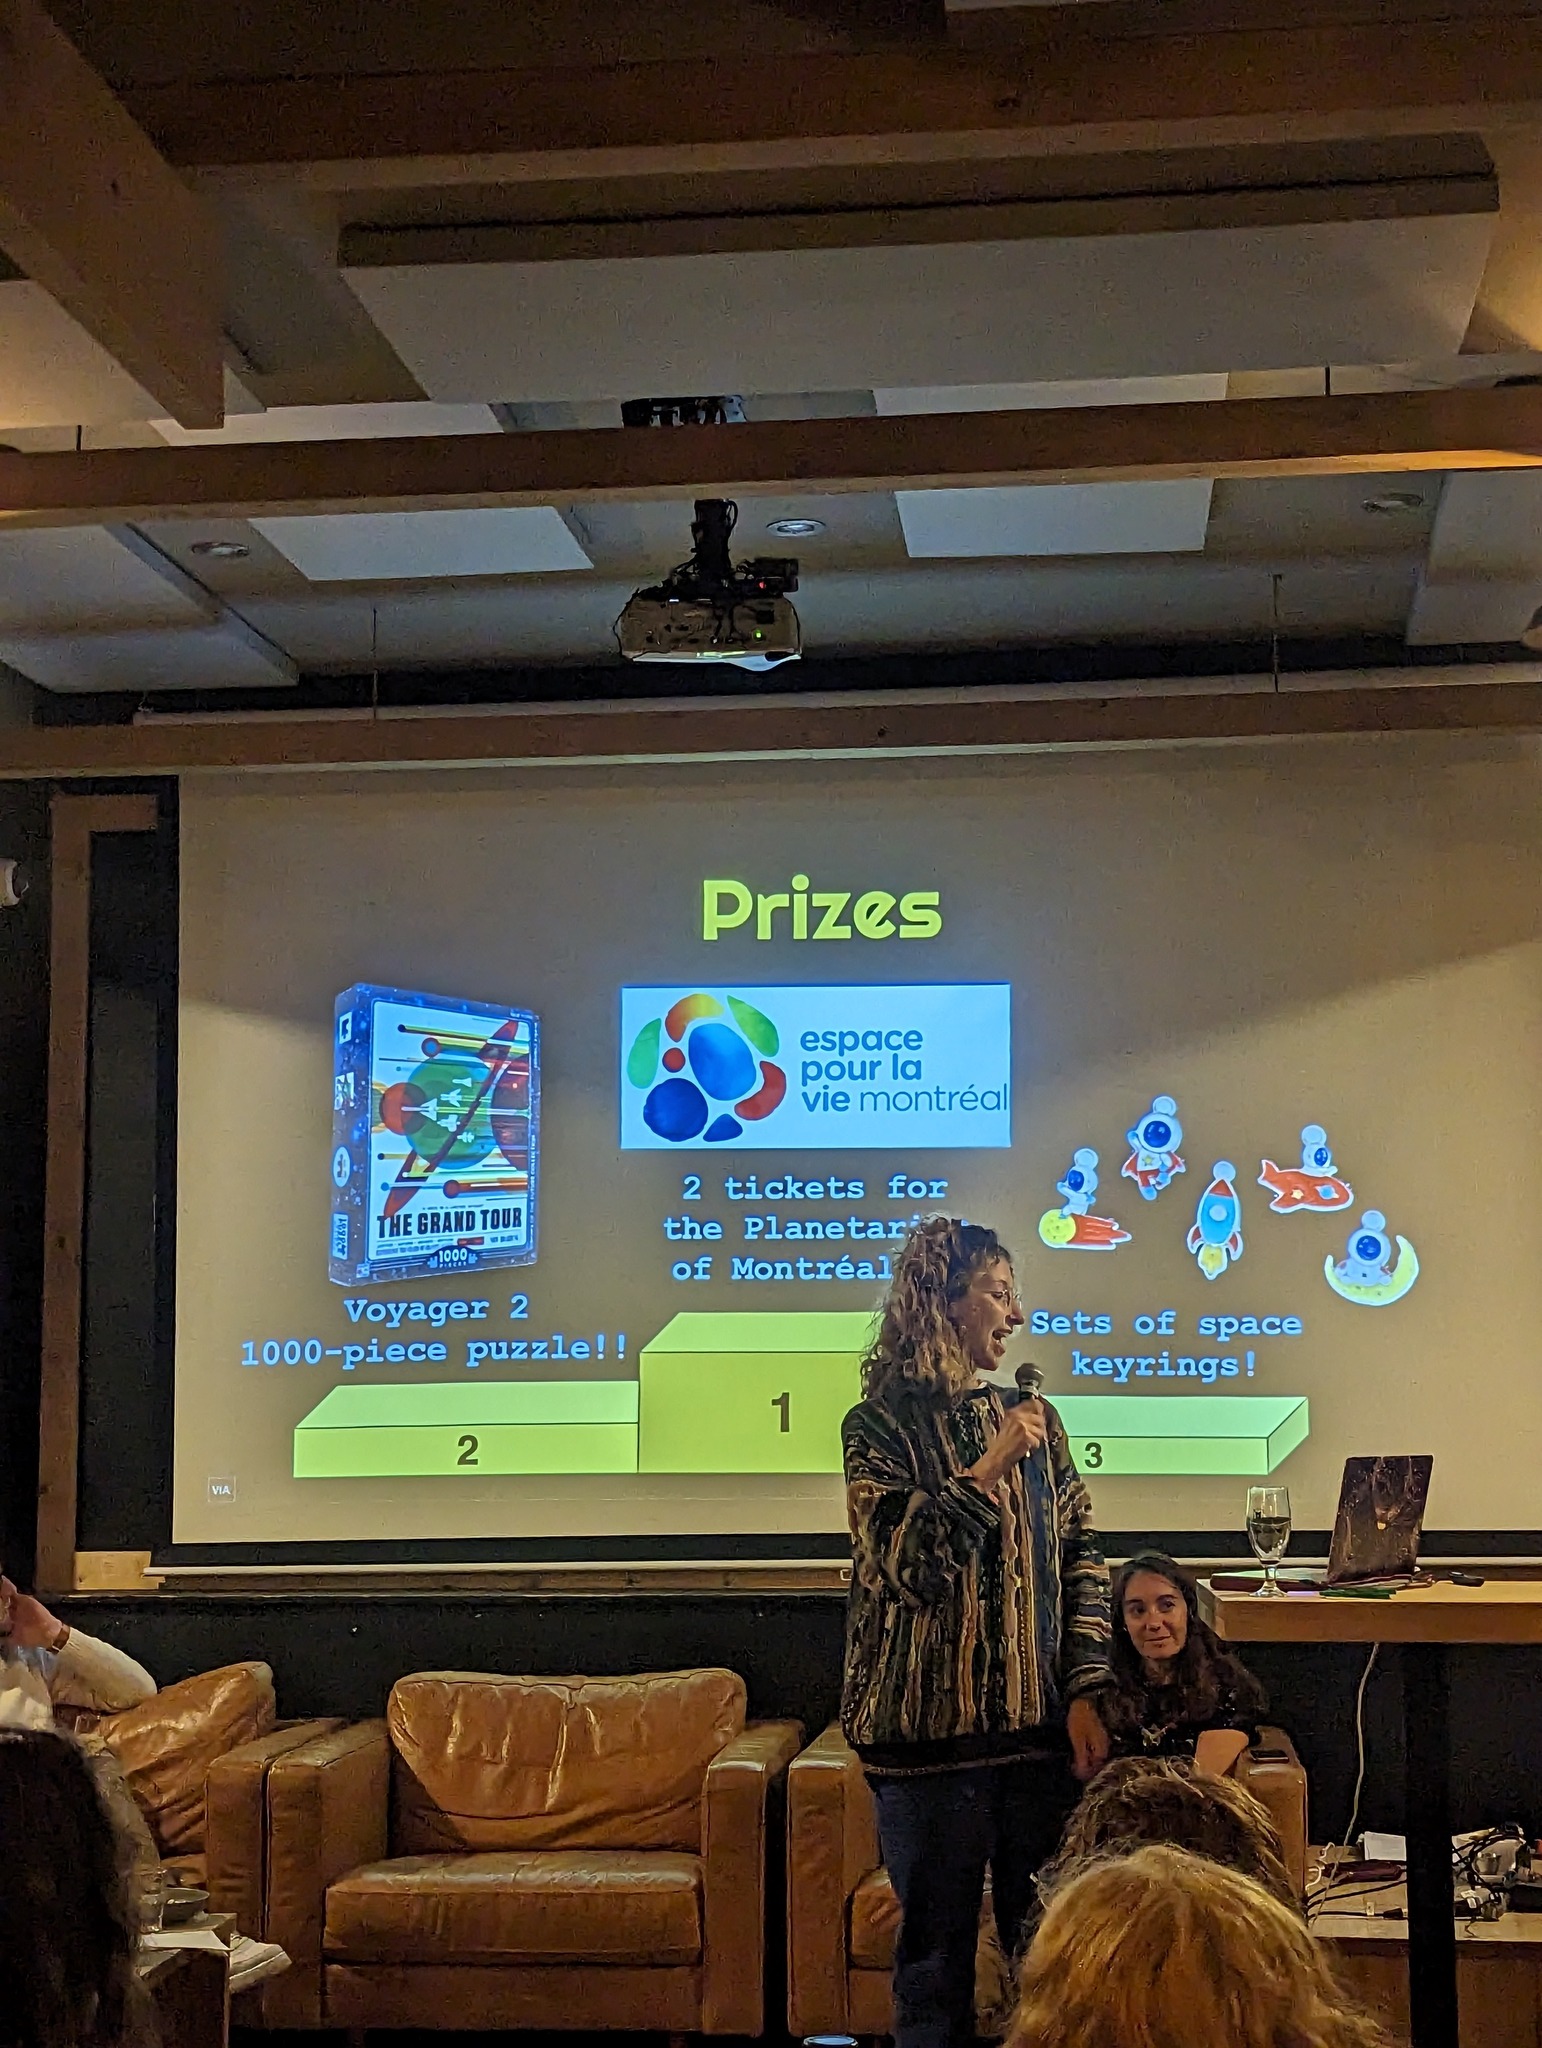 Prizes
espace
pour la
vie montréal
THE GRAND TOUR
1000
PIECES
Voyager 2
1000-piece puzzle!!
2 tickets for
the Planetari
of Montréal
Sets of space
keyrings!
2
1
3
VIA